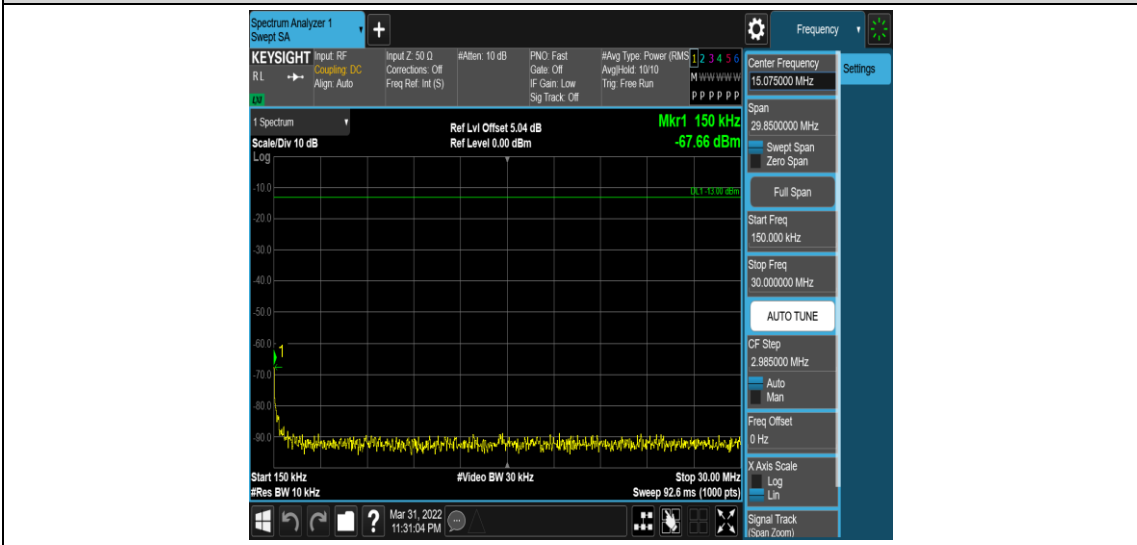 Spectrum Analyzer 1
Swept SA
+
Frequency
KEYSIGHT
RL
LXI
Input: RF
Coupling: DC
Align: Auto
Input Z: 50 Ω
Corrections: Off
Freq Ref: Int (S)
#Atten: 10 dB
PNO: Fast
Gate: Off
IF Gain: Low
Sig Track: Off
#Avg Type: Power (RMS
Avg|Hold: 10/10
Trig: Free Run
1 2 3 4 5 6
M W W W W W
P P P P P P
1 Spectrum
Scale/Div 10 dB
Log
Ref Lvl Offset 5.04 dB
Ref Level 0.00 dBm
Mkr1 150 kHz
-67.66 dBm
DL1 -13.00 dBm
-10.0
-20.0
-30.0
-40.0
-50.0
-60.0
1
-70.0
-80.0
-90.0
Start 150 kHz
#Res BW 10 kHz
#Video BW 30 kHz
Stop 30.00 MHz
Sweep 92.6 ms (1000 pts)
?
Mar 31, 2022
11:31:04 PM
Center Frequency
15.075000 MHz
Settings
Span
29.8500000 MHz
Swept Span
Zero Span
Full Span
Start Freq
150.000 kHz
Stop Freq
30.000000 MHz
AUTO TUNE
CF Step
2.985000 MHz
Auto
Man
Freq Offset
0 Hz
X Axis Scale
Log
Lin
Signal Track
(Span Zoom)